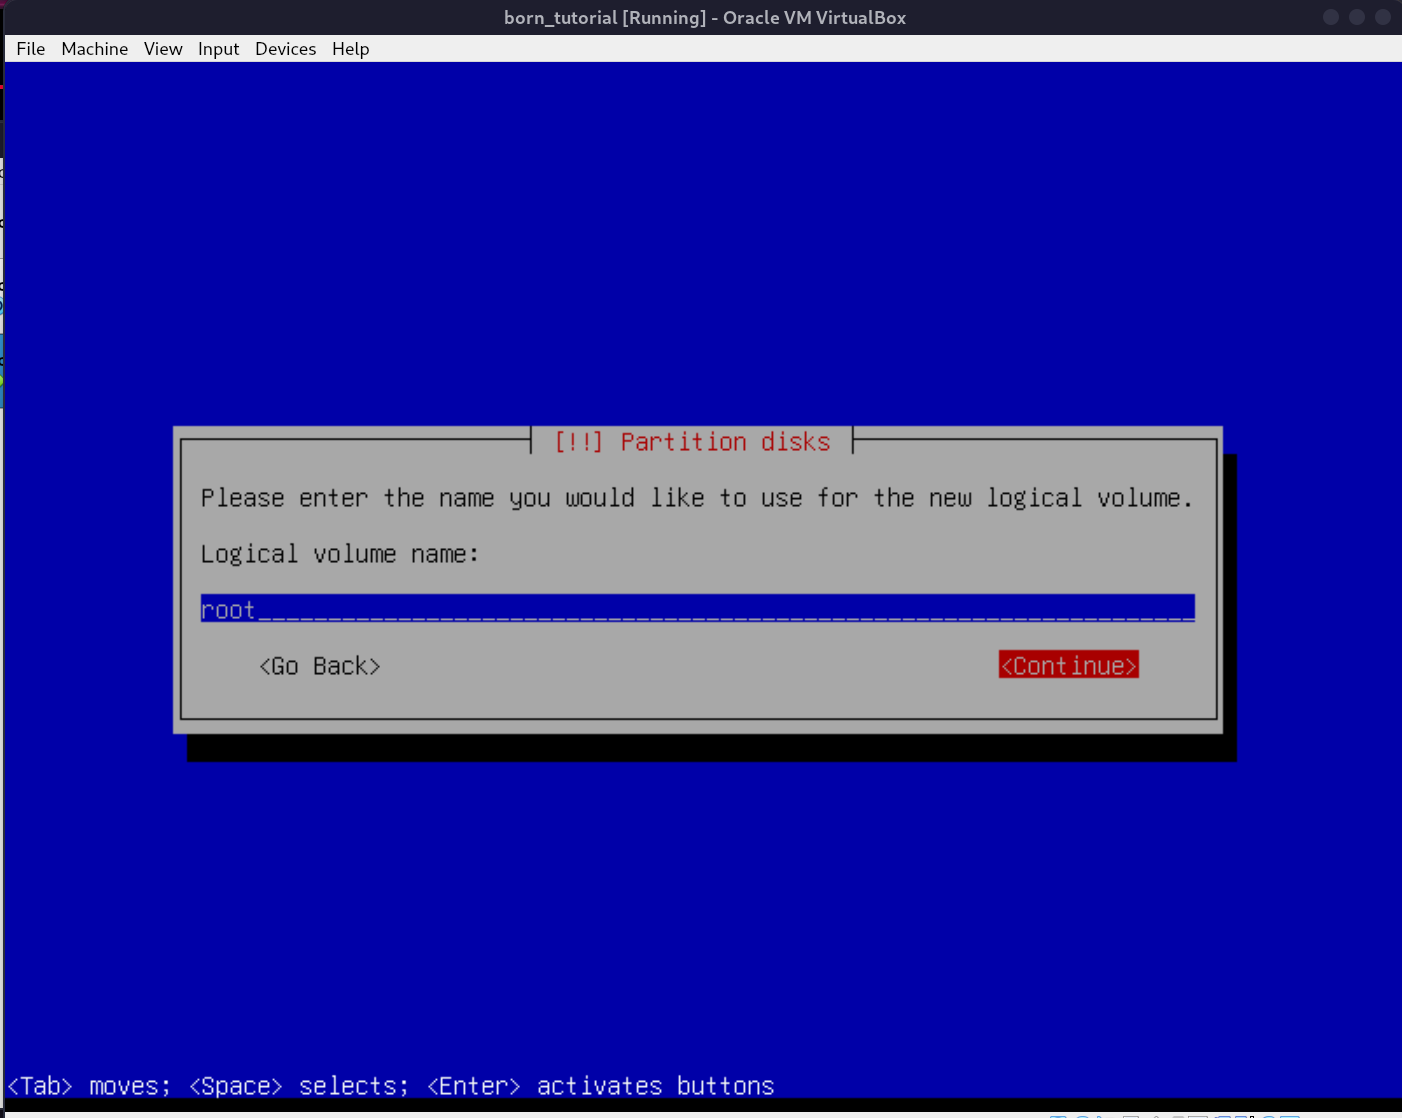 born_tutorial [Running] - Oracle VM VirtualBox
File Machine View Input Devices Help
[!!] Partition disks
Please enter the name you would like to use for the new logical volume.
Logical volume name:
root
<Go Back> <Continue>
<Tab> moves; <Space> selects; <Enter> activates buttons